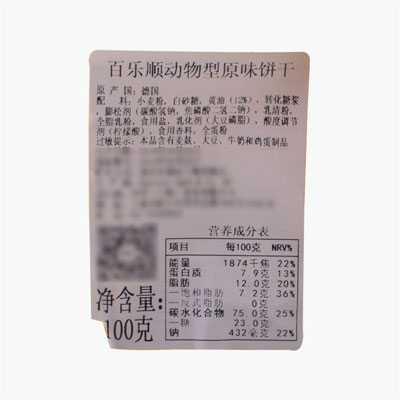 百乐顺动物型原味饼干
原 产 国：德国
配　　料：小麦粉，白砂糖，黄油（12%），转化糖浆
，膨松剂（碳酸氢钠，焦磷酸二氢二钠），乳清粉，
全脂乳粉，食用盐，乳化剂（大豆磷脂），酸度调节
剂（柠檬酸），食用香料，全蛋粉
过敏提示：本品含有麦麸、大豆、牛奶和鸡蛋制品
营养成分表
项目 每100克 NRV%
能量 1874千焦 22%
蛋白质 7.9克 13%
脂肪 12.0克 20%
—饱和脂肪 7.2克 36%
—反式脂肪 0克
碳水化合物 75.0克 25%
—糖 23.0克
钠 432毫克 22%
净含量：
100克